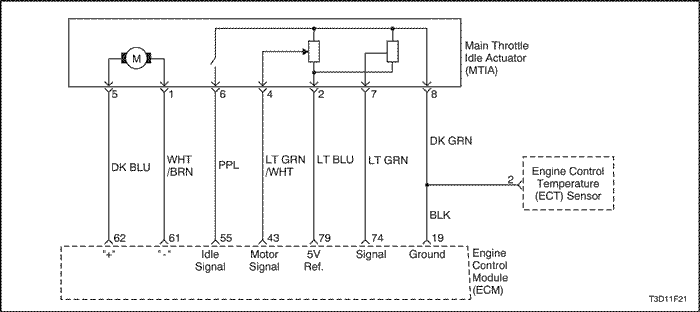 M
Main Throttle
Idle Actuator
(MTIA)
5 1 6 4 2 7 8
DK BLU
WHT
/BRN
PPL
LT GRN
/WHT
LT BLU
LT GRN
DK GRN
BLK
2
Engine Control
Temperature
(ECT) Sensor
62 61 55 43 79 74 19
"+"
"-"
Idle
Signal
Motor
Signal
5V
Ref.
Signal
Ground
Engine
Control
Module
(ECM)
T3D11F21